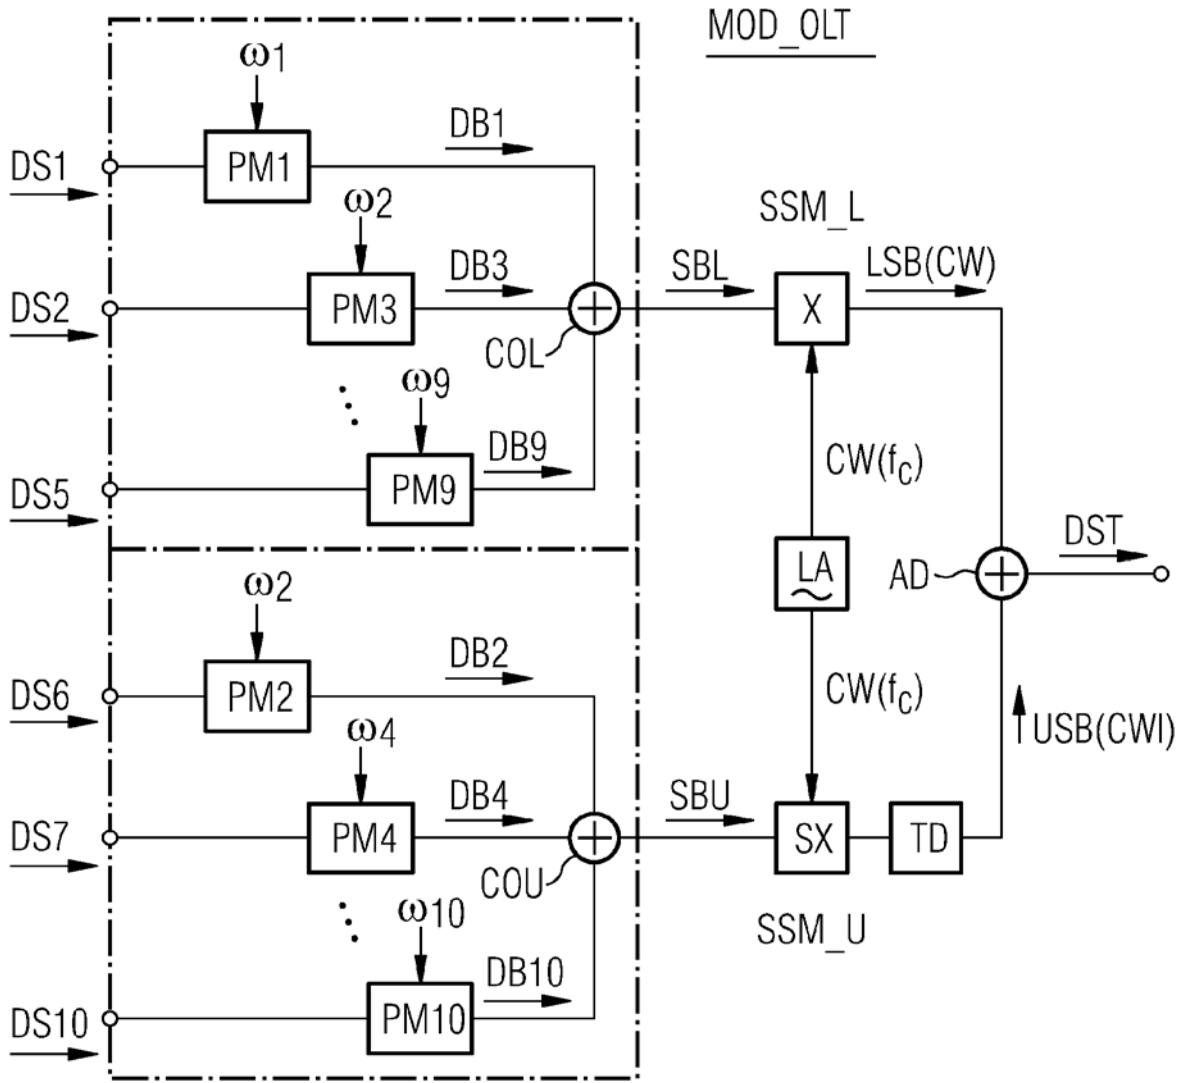 MOD_OLT
ω1
DS1
PM1
DB1
ω2
DS2
PM3
DB3
COL
SBL
SSM_L
X
LSB(CW)
ω9
DS5
PM9
DB9
CW(fC)
LA
AD
DST
ω2
DS6
PM2
DB2
CW(fC)
USB(CWI)
ω4
DS7
PM4
DB4
COU
SBU
SX
TD
SSM_U
ω10
DS10
PM10
DB10